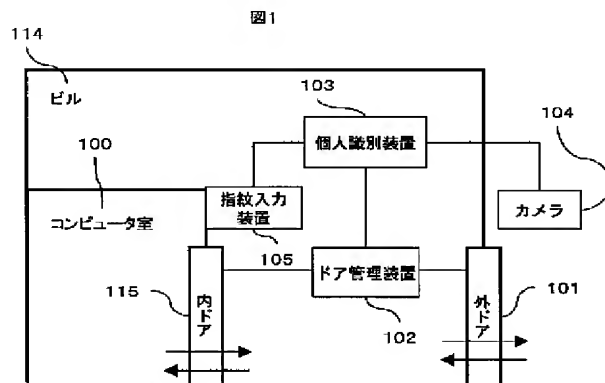 図1
114
ビル
103
個人識別装置
104
カメラ
100
コンピュータ室
指紋入力
装置
105
ドア管理装置
102
115
内ドア
外ドア
101